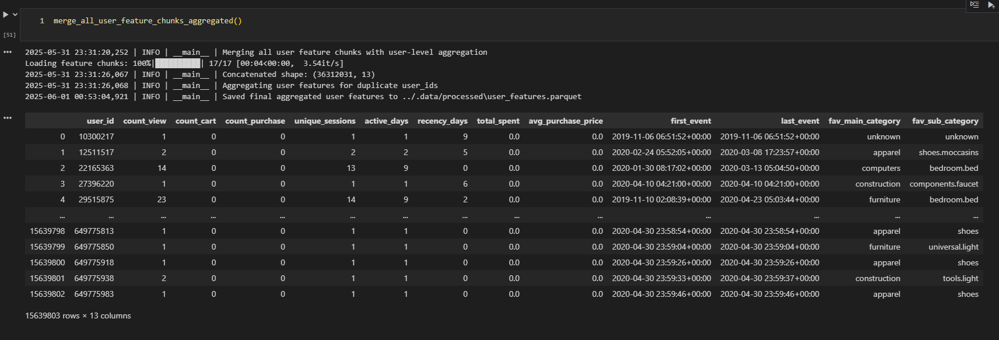 1 merge_all_user_feature_chunks_aggregated()
[51]
2025-05-31 23:31:20,252 | INFO | __main__ | Merging all user feature chunks with user-level aggregation
Loading feature chunks: 100%|██████████| 17/17 [00:04<00:00, 3.54it/s]
2025-05-31 23:31:26,067 | INFO | __main__ | Concatenated shape: (36312031, 13)
2025-05-31 23:31:26,068 | INFO | __main__ | Aggregating user features for duplicate user_ids
2025-06-01 00:53:04,921 | INFO | __main__ | Saved final aggregated user features to ../.data/processed\user_features.parquet
user_id count_view count_cart count_purchase unique_sessions active_days recency_days total_spent avg_purchase_price first_event last_event fav_main_category fav_sub_category
0 10300217 1 0 0 1 1 9 0.0 0.0 2019-11-06 06:51:52+00:00 2019-11-06 06:51:52+00:00 unknown unknown
1 12511517 2 0 0 2 2 5 0.0 0.0 2020-02-24 05:52:05+00:00 2020-03-08 17:23:57+00:00 apparel shoes.moccasins
2 22165363 14 0 0 13 9 0 0.0 0.0 2020-01-30 08:17:02+00:00 2020-03-13 05:04:50+00:00 computers bedroom.bed
3 27396220 1 0 0 1 1 6 0.0 0.0 2020-04-10 04:21:00+00:00 2020-04-10 04:21:00+00:00 construction components.faucet
4 29515875 23 0 0 14 9 2 0.0 0.0 2019-11-10 02:08:39+00:00 2020-04-23 05:03:44+00:00 furniture bedroom.bed
... ... ... ... ... ... ... ... ... ... ... ... ... ...
15639798 649775813 1 0 0 1 1 0 0.0 0.0 2020-04-30 23:58:54+00:00 2020-04-30 23:58:54+00:00 apparel shoes
15639799 649775850 1 0 0 1 1 0 0.0 0.0 2020-04-30 23:59:04+00:00 2020-04-30 23:59:04+00:00 furniture universal.light
15639800 649775918 1 0 0 1 1 0 0.0 0.0 2020-04-30 23:59:26+00:00 2020-04-30 23:59:26+00:00 apparel shoes
15639801 649775938 2 0 0 1 1 0 0.0 0.0 2020-04-30 23:59:33+00:00 2020-04-30 23:59:37+00:00 construction tools.light
15639802 649775983 1 0 0 1 1 0 0.0 0.0 2020-04-30 23:59:46+00:00 2020-04-30 23:59:46+00:00 apparel shoes
15639803 rows × 13 columns